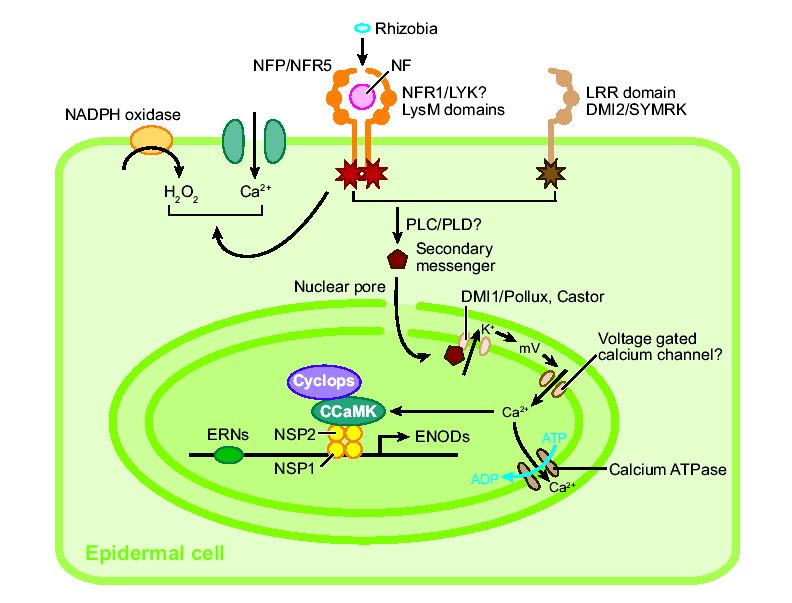 Rhizobia
NFP/NFR5
NF
NFR1/LYK?
LysM domains
LRR domain
DMI2/SYMRK
NADPH oxidase
H₂O₂
Ca²⁺
PLC/PLD?
Secondary
messenger
Nuclear pore
DMI1/Pollux, Castor
K⁺
mV
Voltage gated
calcium channel?
Cyclops
CCaMK
Ca²⁺
ERNs
NSP2
ENODs
NSP1
ATP
ADP
Calcium ATPase
Ca²⁺
Epidermal cell